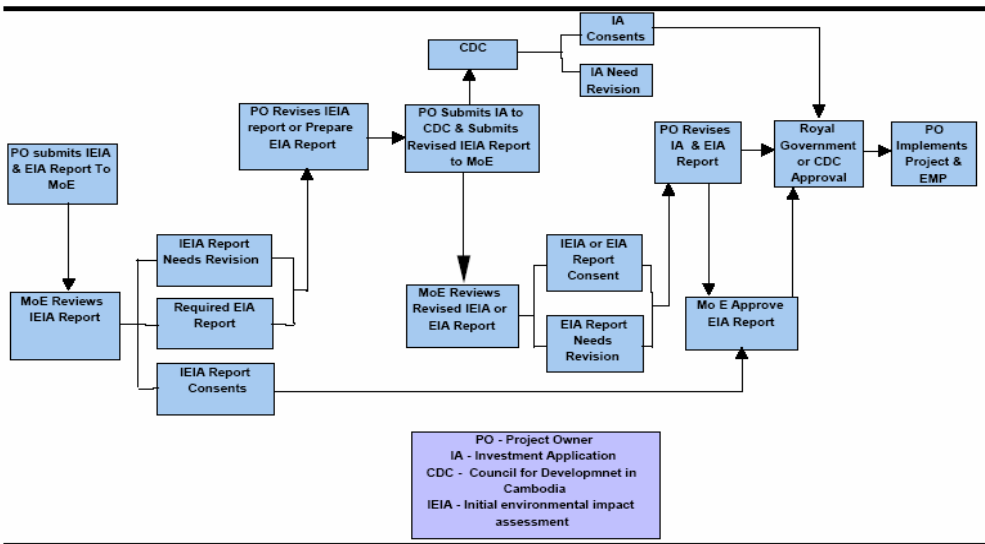 PO submits IEIA
& EIA Report To
MoE
MoE Reviews
IEIA Report
IEIA Report
Needs Revision
Required EIA
Report
IEIA Report
Consents
PO Revises IEIA
report or Prepare
EIA Report
PO Submits IA to
CDC & Submits
Revised IEIA Report
to MoE
CDC
IA
Consents
IA Need
Revision
MoE Reviews
Revised IEIA or
EIA Report
IEIA or EIA
Report
Consent
EIA Report
Needs
Revision
PO Revises
IA & EIA
Report
Mo E Approve
EIA Report
Royal
Government
or CDC
Approval
PO
Implements
Project &
EMP
PO - Project Owner
IA - Investment Application
CDC - Council for Developmnet in
Cambodia
IEIA - Initial environmental impact
assessment